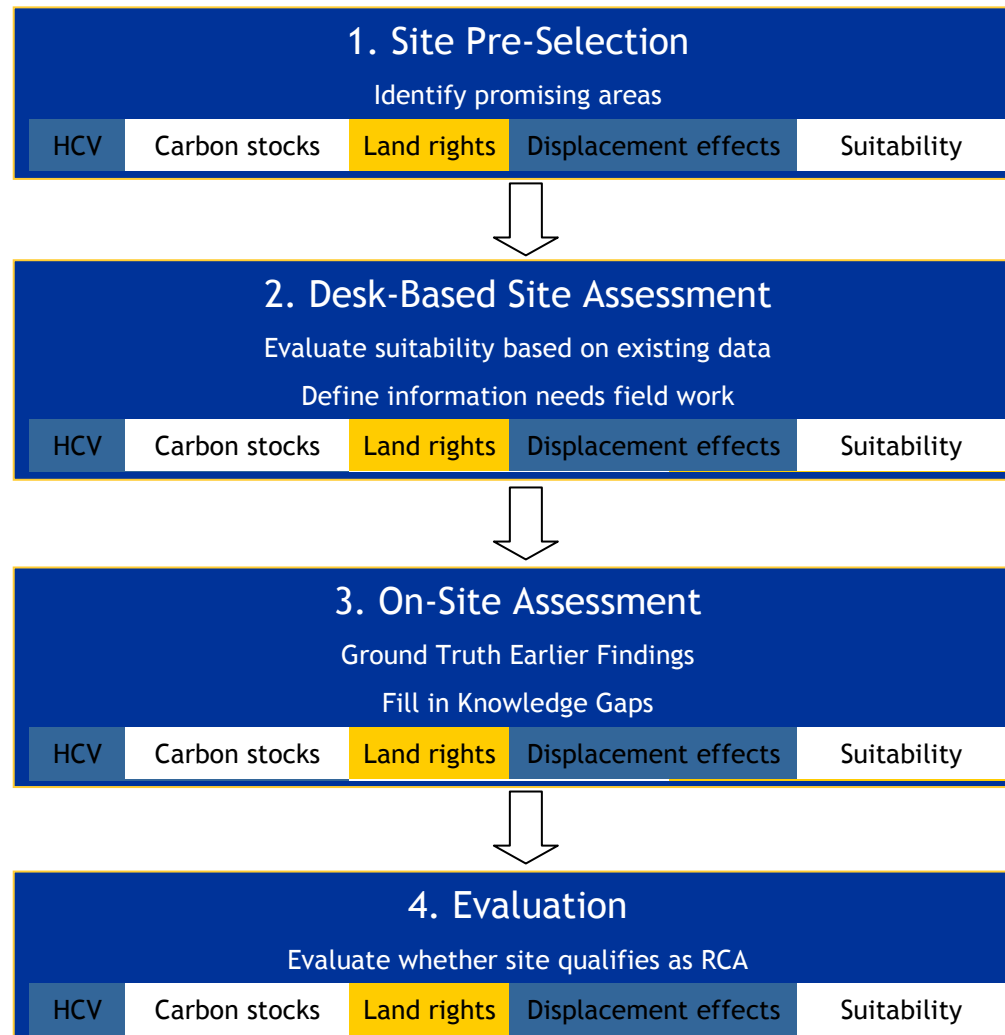 1. Site Pre-Selection
Identify promising areas
HCV Carbon stocks Land rights Displacement effects Suitability
2. Desk-Based Site Assessment
Evaluate suitability based on existing data
Define information needs field work
HCV Carbon stocks Land rights Displacement effects Suitability
3. On-Site Assessment
Ground Truth Earlier Findings
Fill in Knowledge Gaps
HCV Carbon stocks Land rights Displacement effects Suitability
4. Evaluation
Evaluate whether site qualifies as RCA
HCV Carbon stocks Land rights Displacement effects Suitability